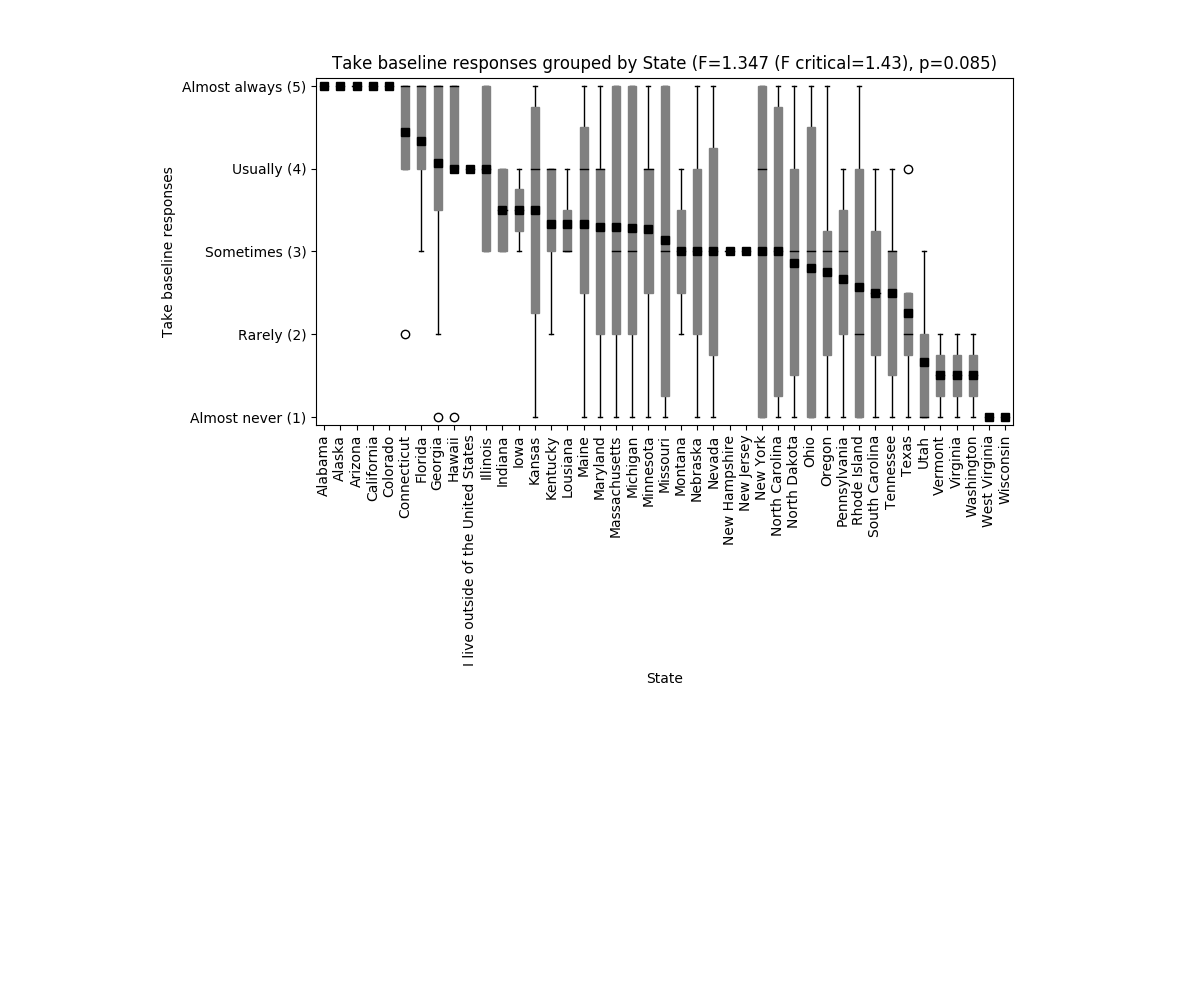 Take baseline responses grouped by State (F=1.347 (F critical=1.43), p=0.085)
Take baseline responses
Almost always (5)
Usually (4)
Sometimes (3)
Rarely (2)
Almost never (1)
Alabama
Alaska
Arizona
California
Colorado
Connecticut
Florida
Georgia
Hawaii
I live outside of the United States
Illinois
Indiana
Iowa
Kansas
Kentucky
Lousiana
Maine
Maryland
Massachusetts
Michigan
Minnesota
Missouri
Montana
Nebraska
Nevada
New Hampshire
New Jersey
New York
North Carolina
North Dakota
Ohio
Oregon
Pennsylvania
Rhode Island
South Carolina
Tennessee
Texas
Utah
Vermont
Virginia
Washington
West Virginia
Wisconsin
State